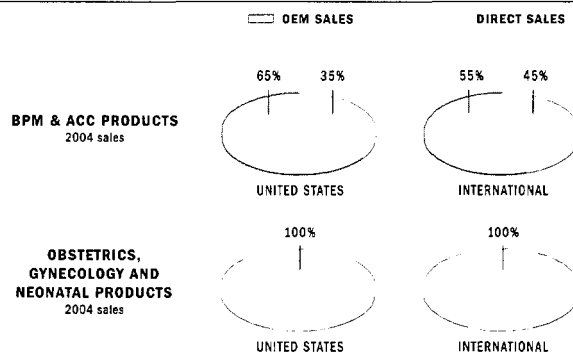 OEM SALES DIRECT SALES
65% 35% 55% 45%
BPM & ACC PRODUCTS
2004 sales
UNITED STATES INTERNATIONAL
100% 100%
OBSTETRICS,
GYNECOLOGY AND
NEONATAL PRODUCTS
2004 sales
UNITED STATES INTERNATIONAL